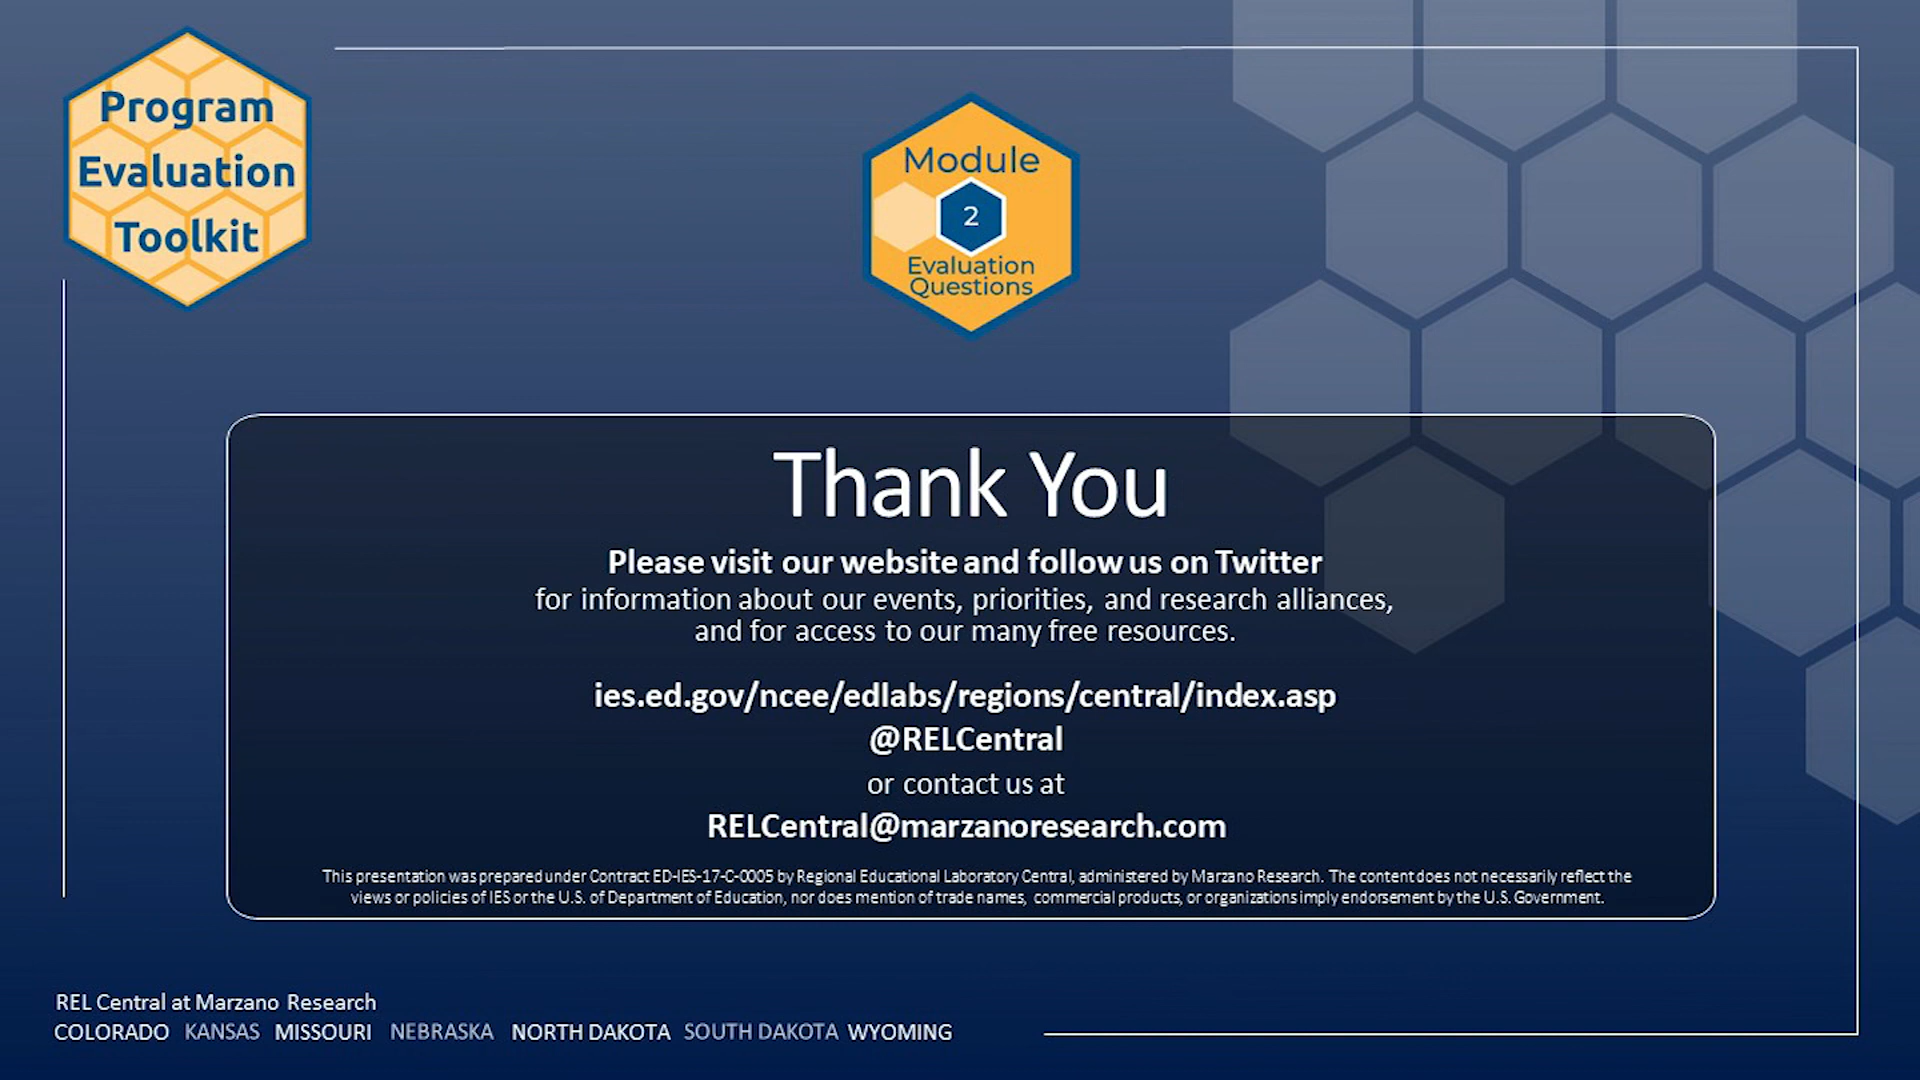 Program
Evaluation
Toolkit
Module
2
Evaluation
Questions
Thank You
Please visit our website and follow us on Twitter
for information about our events, priorities, and research alliances,
and for access to our many free resources.
ies.ed.gov/ncee/edlabs/regions/central/index.asp
@RELCentral
or contact us at
RELCentral@marzanoresearch.com
This presentation was prepared under Contract ED-IES-17-C-0005 by Regional Educational Laboratory Central, administered by Marzano Research. The content does not necessarily reflect the
views or policies of IES or the U.S. of Department of Education, nor does mention of trade names, commercial products, or organizations imply endorsement by the U.S. Government.
REL Central at Marzano Research
COLORADO KANSAS MISSOURI NEBRASKA NORTH DAKOTA SOUTH DAKOTA WYOMING